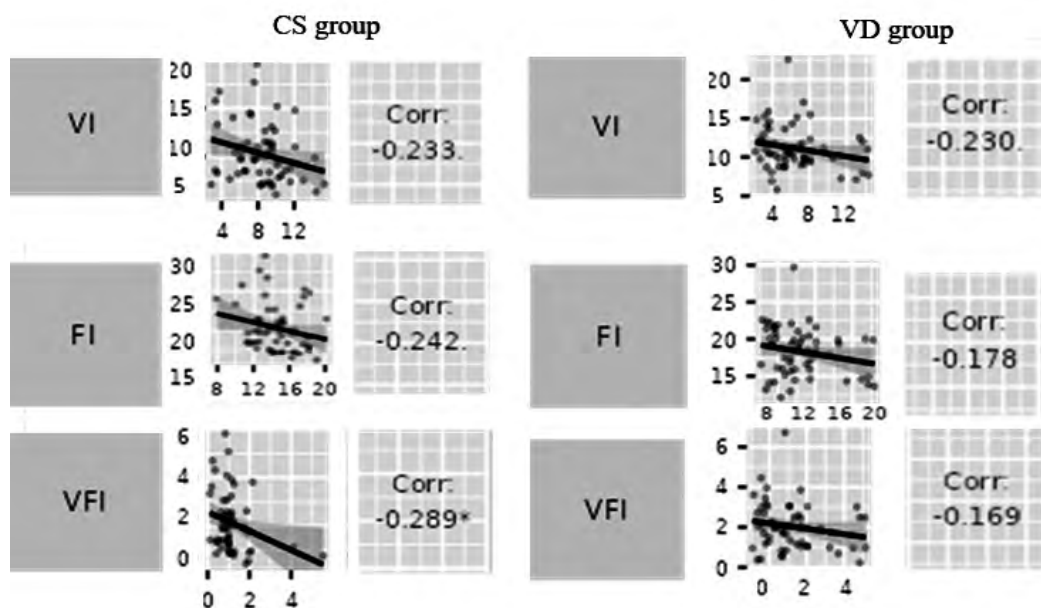 CS group
VD group
VI
20
15
10
5
4 8 12
Corr:
-0.233.
VI
20
15
10
5
4 8 12
Corr:
-0.230.
FI
30
25
20
15
8 12 16 20
Corr:
-0.242.
FI
30
25
20
15
8 12 16 20
Corr:
-0.178
VFI
6
4
2
0
0 2 4
Corr:
-0.289*
VFI
6
4
2
0
0 2 4
Corr:
-0.169